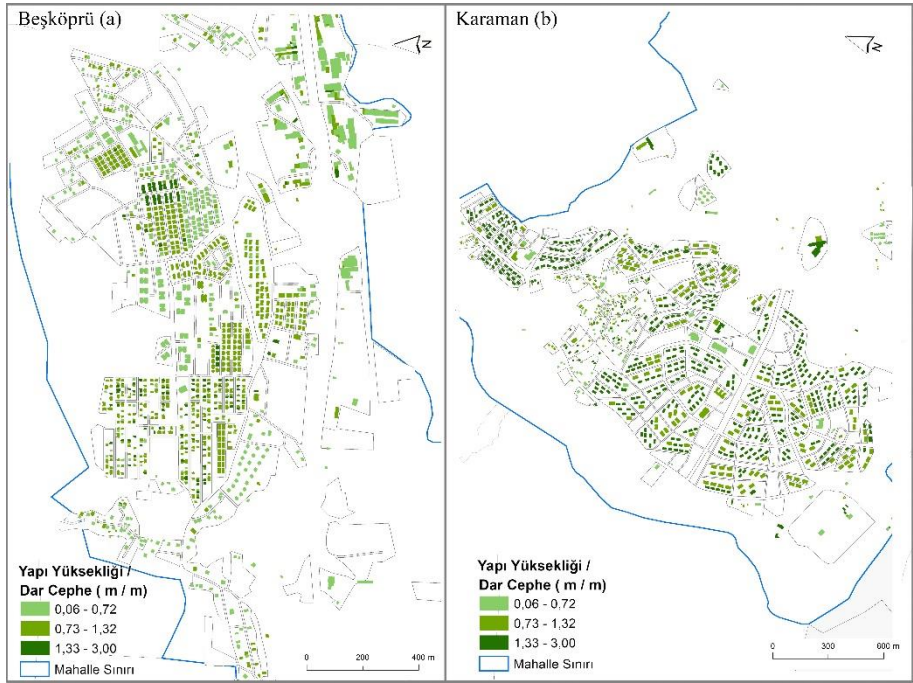 Beşköprü (a)
N
Yapı Yüksekliği /
Dar Cephe ( m / m)
0,06 - 0,72
0,73 - 1,32
1,33 - 3,00
Mahalle Sınırı
0 200 400 m
Karaman (b)
N
Yapı Yüksekliği /
Dar Cephe ( m / m)
0,06 - 0,72
0,73 - 1,32
1,33 - 3,00
Mahalle Sınırı
0 300 600 m